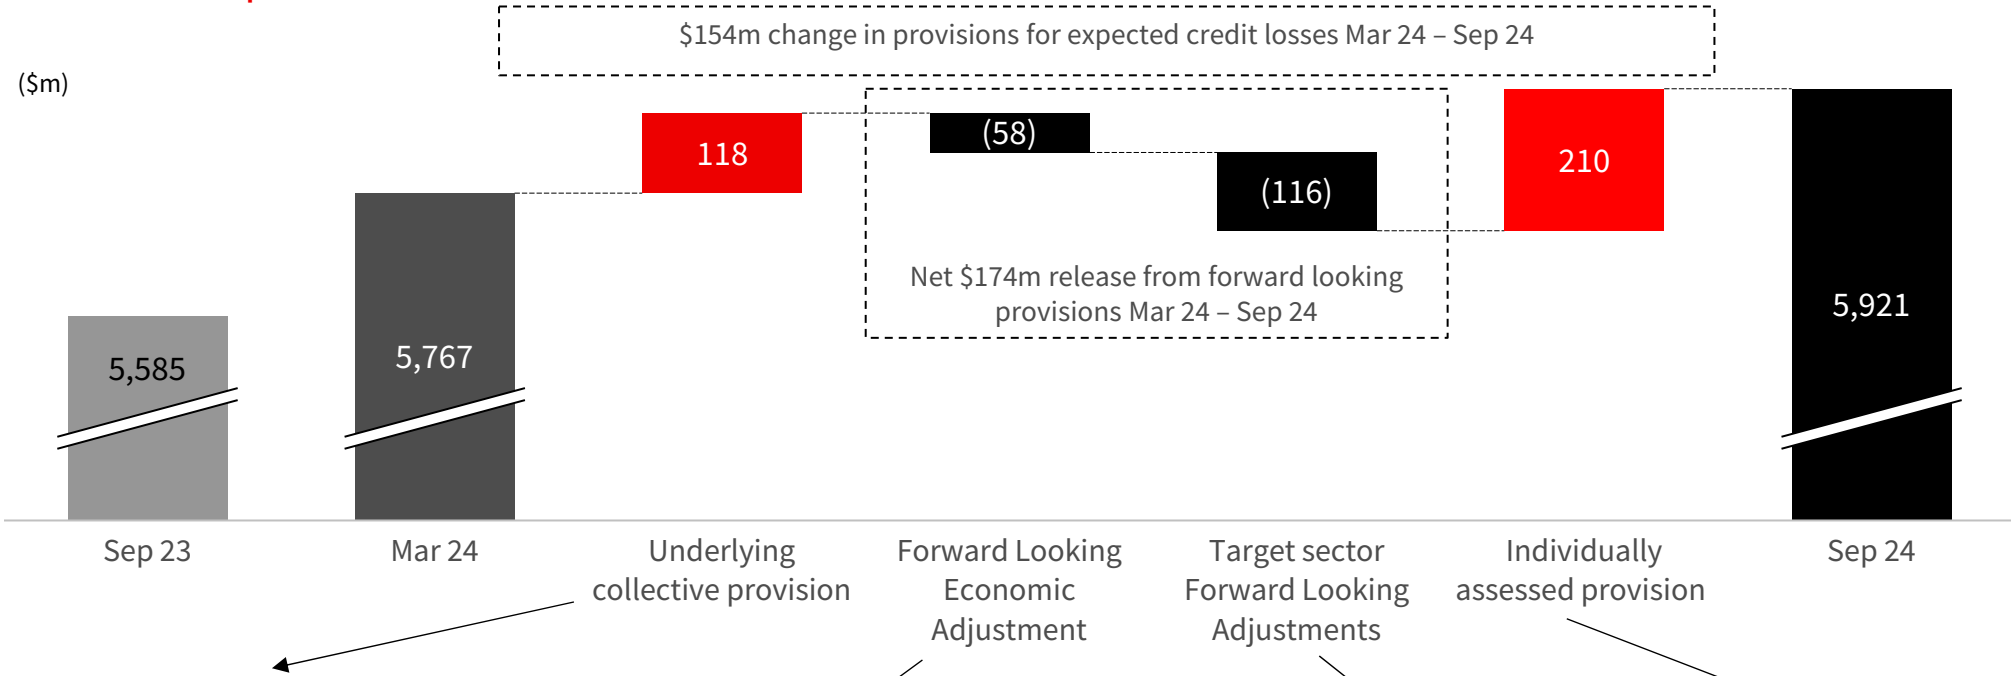 $154m change in provisions for expected credit losses Mar 24 – Sep 24
($m)
118
(58)
(116)
210
Net $174m release from forward looking
provisions Mar 24 – Sep 24
5,585
5,767
5,921
Sep 23
Mar 24
Underlying
collective provision
Forward Looking
Economic
Adjustment
Target sector
Forward Looking
Adjustments
Individually
assessed provision
Sep 24